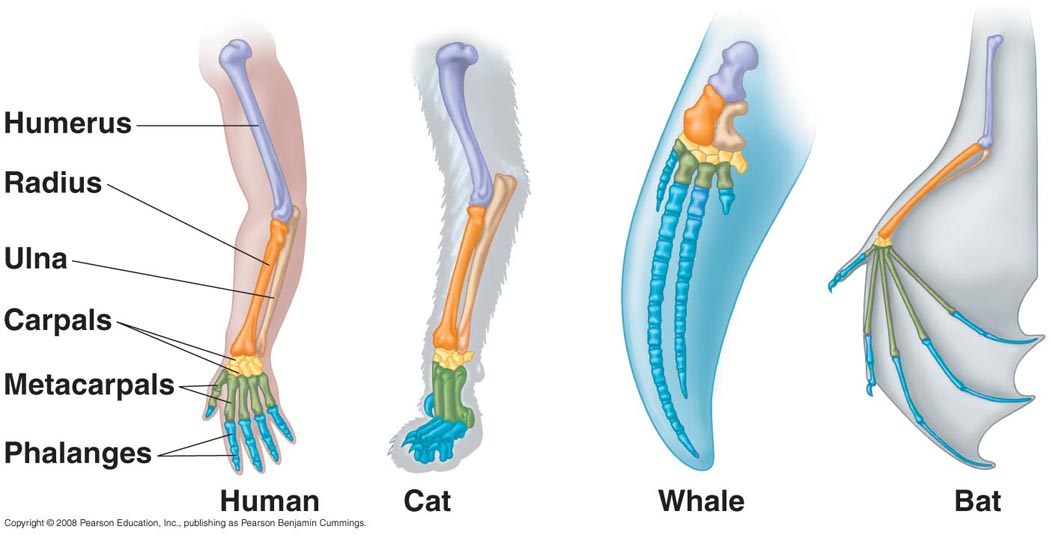 Humerus
Radius
Ulna
Carpals
Metacarpals
Phalanges
Human
Cat
Whale
Bat
Copyright © 2008 Pearson Education, Inc., publishing as Pearson Benjamin Cummings.